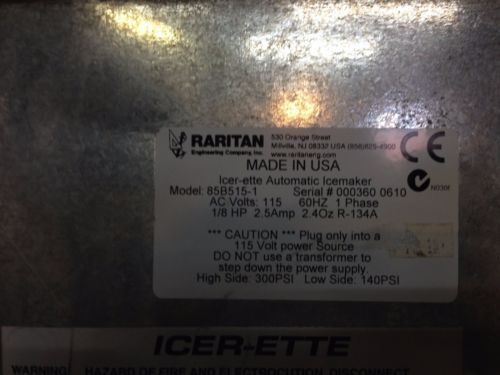 RARITAN
Engineering Company, Inc.
530 Orange Street
Millville, NJ 08332 USA (856)825-4900
www.raritaneng.com
CE
MADE IN USA
N0306
Icer-ette Automatic Icemaker
Model: 85B515-1 Serial # 000360 0610
AC Volts: 115 60HZ 1 Phase
1/8 HP 2.5Amp 2.4Oz R-134A
*** CAUTION *** Plug only into a
115 Volt power Source
DO NOT use a transformer to
step down the power supply.
High Side: 300PSI Low Side: 140PSI
ICER-ETTE
WARNING: HAZARD OF FIRE AND ELECTROCUTION, DISCONNECT